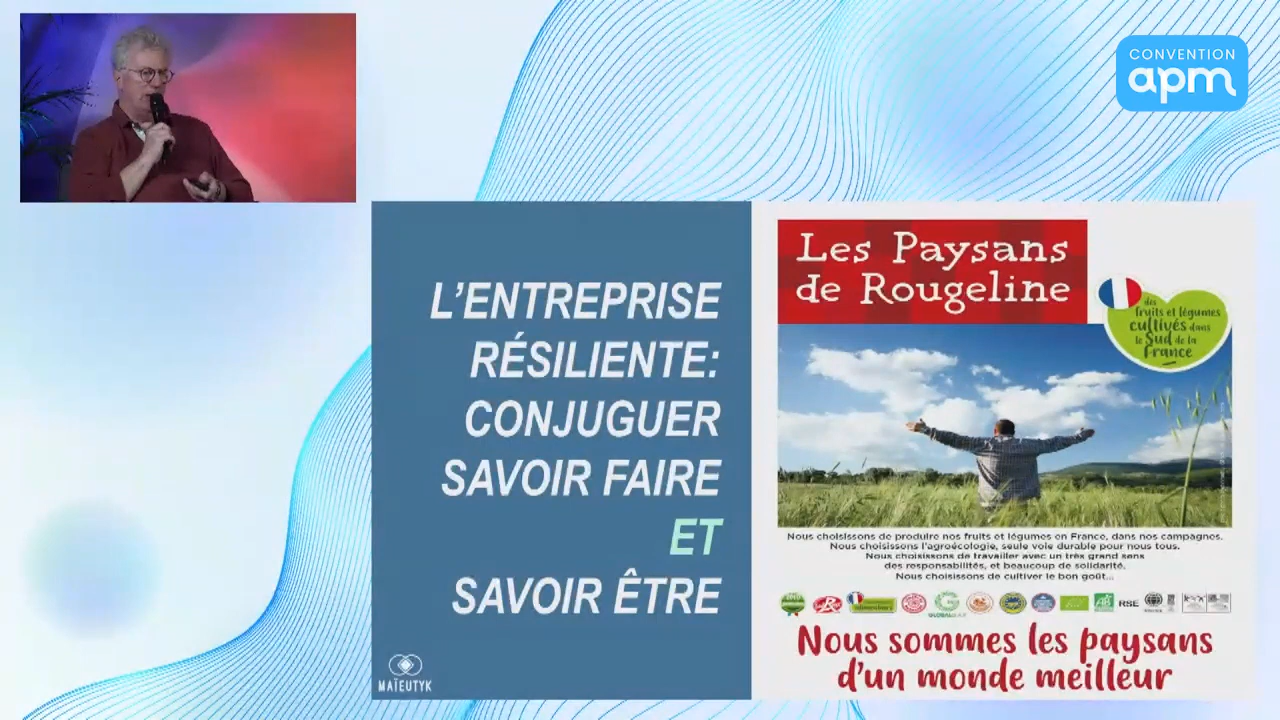 CONVENTION
apm
L'ENTREPRISE
RÉSILIENTE:
CONJUGUER
SAVOIR FAIRE
ET
SAVOIR ÊTRE
MAÏEUTYK
Les Paysans
de Rougeline
des
fruits et légumes
cultivés dans
le Sud de la
France
Nous choisissons de produire nos fruits et légumes en France, dans nos campagnes.
Nous choisissons l'agroécologie, seule voie durable pour nous tous.
Nous choisissons de travailler avec un très grand sens
des responsabilités, et beaucoup de solidarité.
Nous choisissons de cultiver le bon goût...
GLOBALG.A.P.
AB
RSE
Nous sommes les paysans
d'un monde meilleur